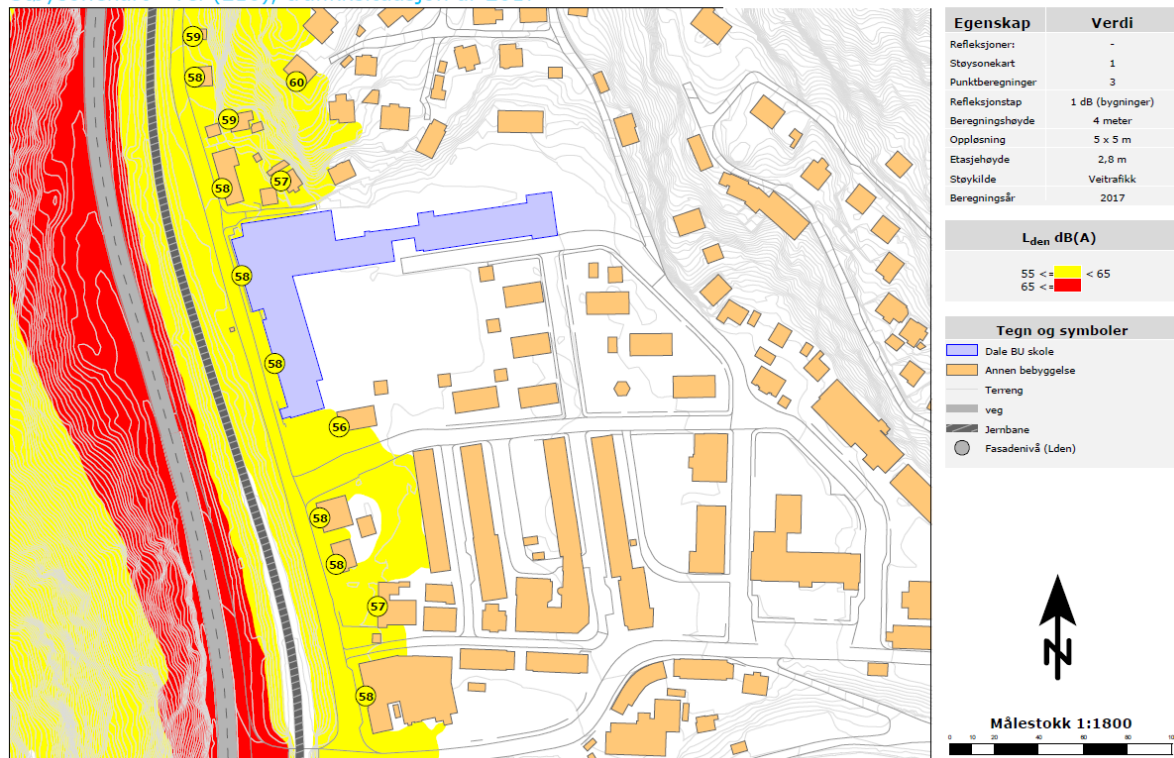 59
58
60
59
58
57
58
58
56
58
58
57
58
Egenskap Verdi
Refleksjoner: -
Støysonekart 1
Punktberegninger 3
Refleksjonstap 1 dB (bygninger)
Beregningshøyde 4 meter
Oppløsning 5 x 5 m
Etasjehøyde 2,8 m
Støykilde Veitrafikk
Beregningsår 2017
Lden dB(A)
55 <= < 65
65 <=
Tegn og symboler
Dale BU skole
Annen bebyggelse
Terreng
veg
Jernbane
Fasadenivå (Lden)
N
Målestokk 1:1800
0 10 20 40 60 80